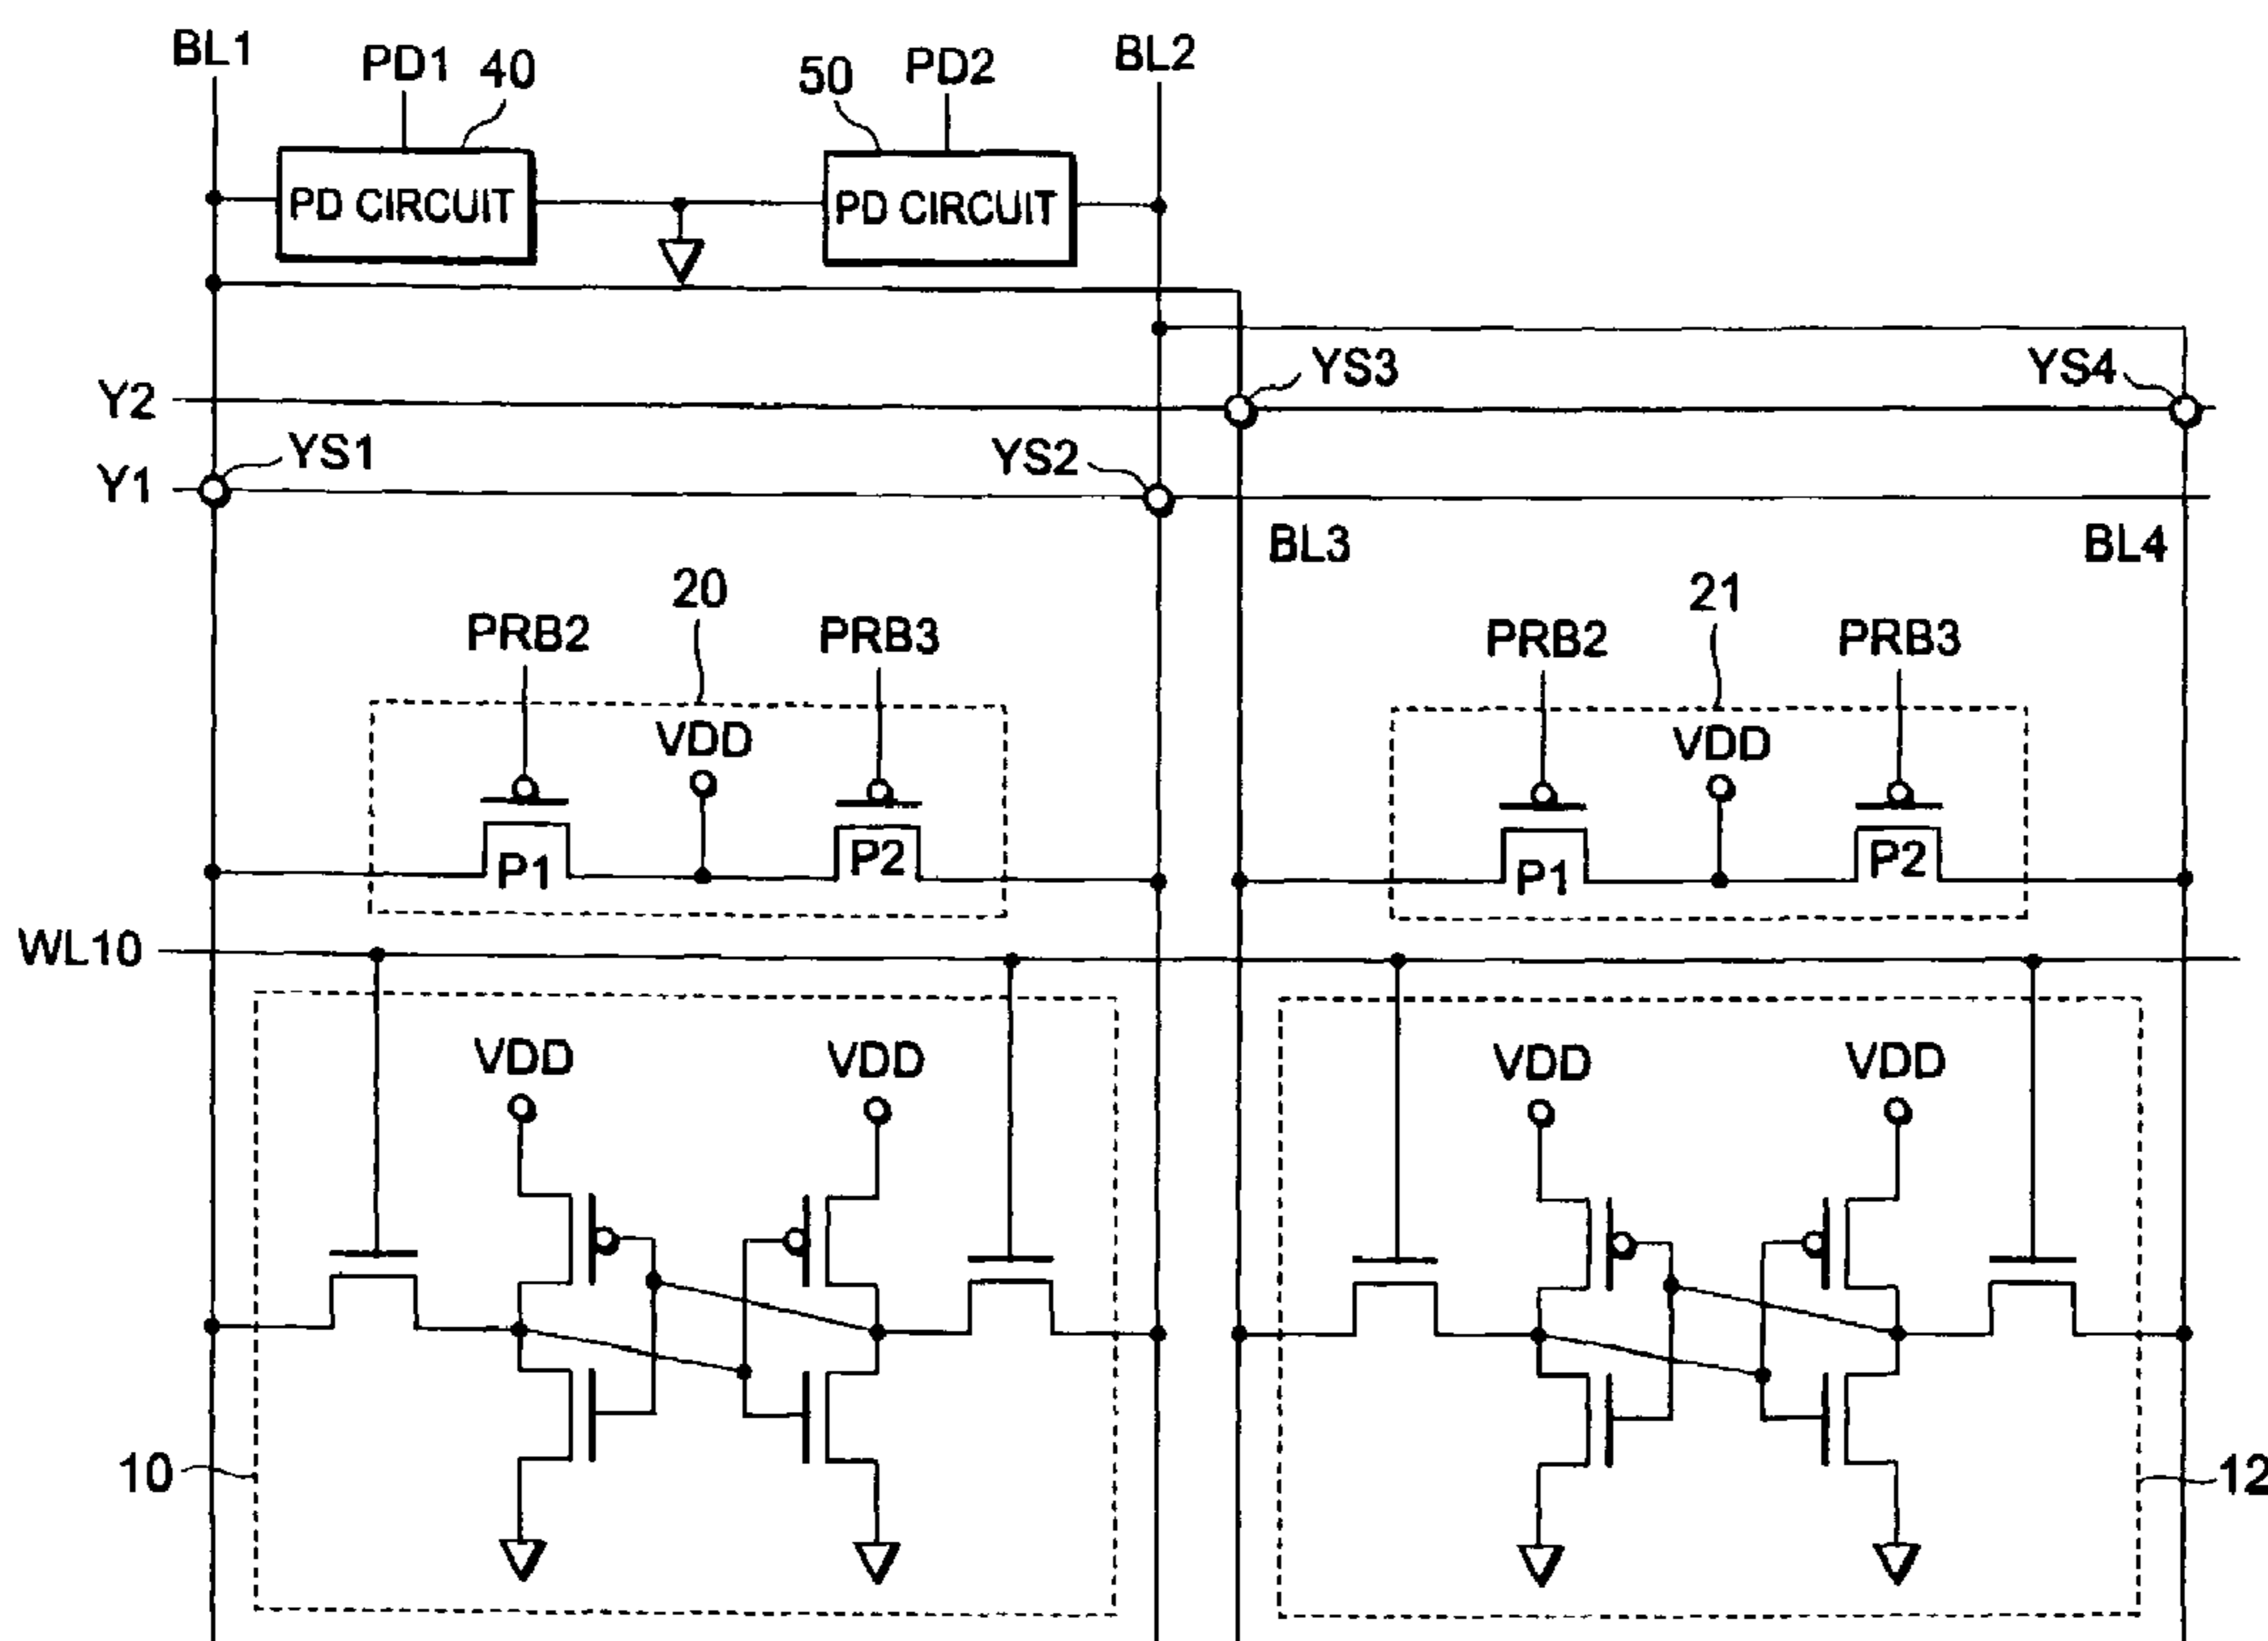 BL1
PD1
40
50
PD2
BL2
PD CIRCUIT
PD CIRCUIT
Y2
YS3
YS4
Y1
YS1
YS2
BL3
BL4
20
21
PRB2
PRB3
PRB2
PRB3
VDD
VDD
P1
P2
P1
P2
WL10
VDD
VDD
VDD
VDD
10
12